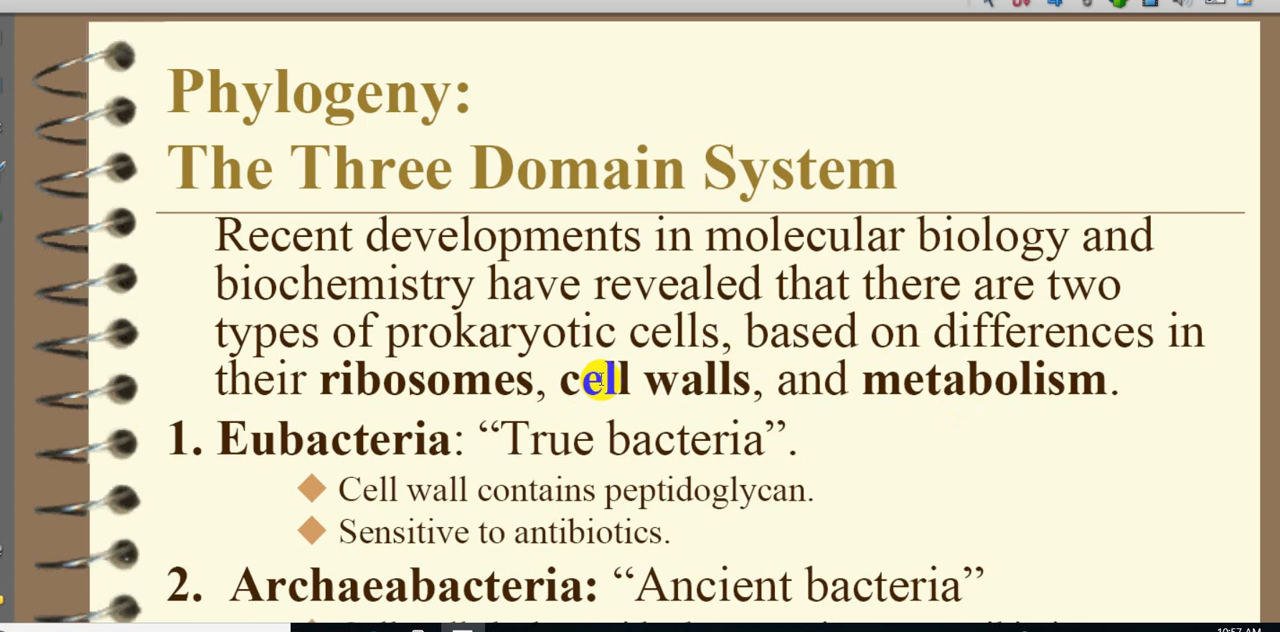 Phylogeny:
The Three Domain System
Recent developments in molecular biology and
biochemistry have revealed that there are two
types of prokaryotic cells, based on differences in
their ribosomes, cell walls, and metabolism.
1. Eubacteria: “True bacteria”.
Cell wall contains peptidoglycan.
Sensitive to antibiotics.
2. Archaeabacteria: “Ancient bacteria”